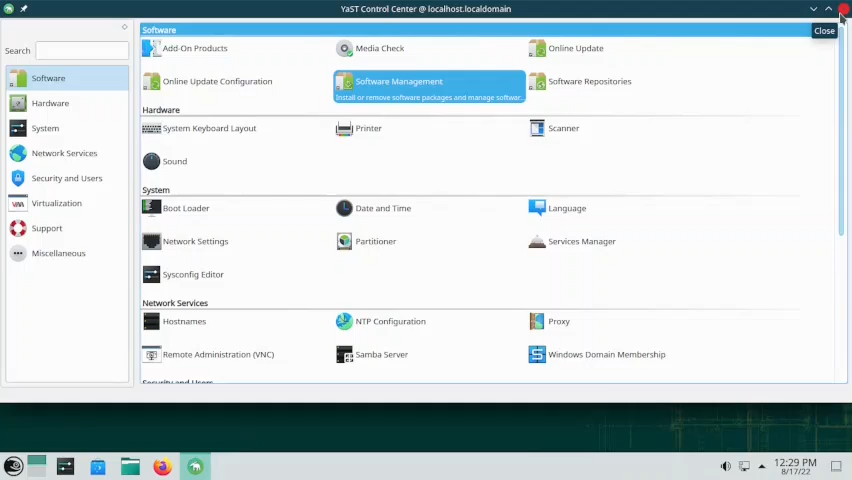 YaST Control Center @ localhost.localdomain
Close
Search
Software
Hardware
System
Network Services
Security and Users
Virtualization
Support
Miscellaneous
Software
Add-On Products
Media Check
Online Update
Online Update Configuration
Software Management
Install or remove software packages and manage softwar...
Software Repositories
Hardware
System Keyboard Layout
Printer
Scanner
Sound
System
Boot Loader
Date and Time
Language
Network Settings
Partitioner
Services Manager
Sysconfig Editor
Network Services
Hostnames
NTP Configuration
Proxy
Remote Administration (VNC)
Samba Server
Windows Domain Membership
Security and Users
12:29 PM
8/17/22